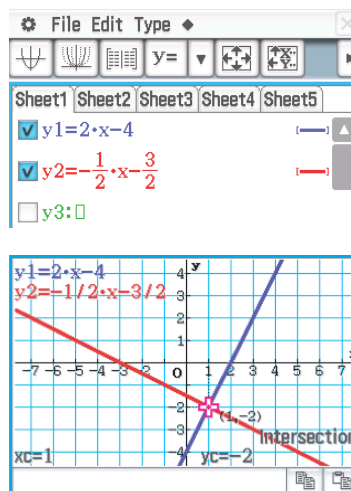 File Edit Type
Y=
Sheet1 Sheet2 Sheet3 Sheet4 Sheet5
y1=2·x−4
y2=−1/2·x−3/2
y3:
y1=2·x−4
y2=−1/2·x−3/2
y
4
3
2
1
−7 −6 −5 −4 −3 −2 0 1 2 3 4 5 6 7
−2
−3
−4
(1,−2)
Intersection
xc=1 yc=−2